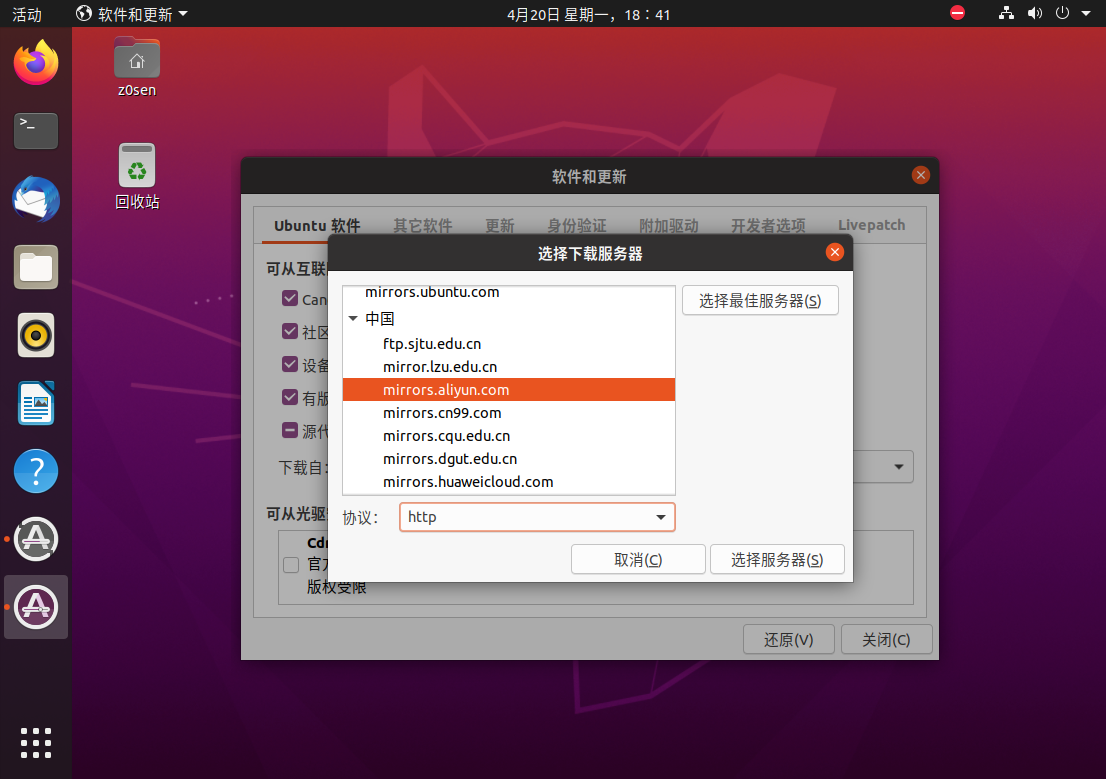 活动
软件和更新
4月20日 星期一，18：41
z0sen
回收站
软件和更新
Ubuntu 软件
其它软件
更新
身份验证
附加驱动
开发者选项
Livepatch
可从互联
Can
社区
设备
有版
源代
下载自：
可从光驱
Cdr
官方
版权受限
还原(V)
关闭(C)
选择下载服务器
mirrors.ubuntu.com
中国
ftp.sjtu.edu.cn
mirror.lzu.edu.cn
mirrors.aliyun.com
mirrors.cn99.com
mirrors.cqu.edu.cn
mirrors.dgut.edu.cn
mirrors.huaweicloud.com
选择最佳服务器(S)
协议：
http
取消(C)
选择服务器(S)